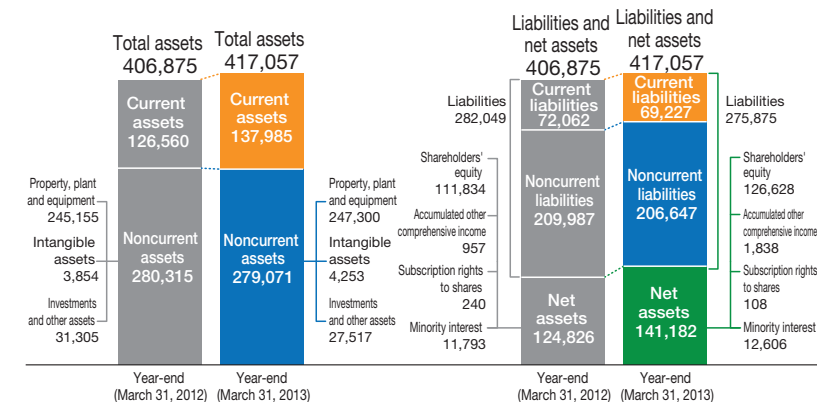 Total assets
406,875
Total assets
417,057
Current
assets
126,560
Current
assets
137,985
Property, plant
and equipment
245,155
Intangible
assets
3,854
Investments
and other assets
31,305
Noncurrent
assets
280,315
Noncurrent
assets
279,071
Property, plant
and equipment
247,300
Intangible
assets
4,253
Investments
and other assets
27,517
Year-end
(March 31, 2012)
Year-end
(March 31, 2013)
Liabilities and
net assets
406,875
Liabilities and
net assets
417,057
Liabilities
282,049
Shareholders'
equity
111,834
Accumulated other
comprehensive income
957
Subscription rights
to shares
240
Minority interest
11,793
Current
liabilities
72,062
Noncurrent
liabilities
209,987
Net
assets
124,826
Current
liabilities
69,227
Noncurrent
liabilities
206,647
Net
assets
141,182
Liabilities
275,875
Shareholders'
equity
126,628
Accumulated other
comprehensive income
1,838
Subscription rights
to shares
108
Minority interest
12,606
Year-end
(March 31, 2012)
Year-end
(March 31, 2013)